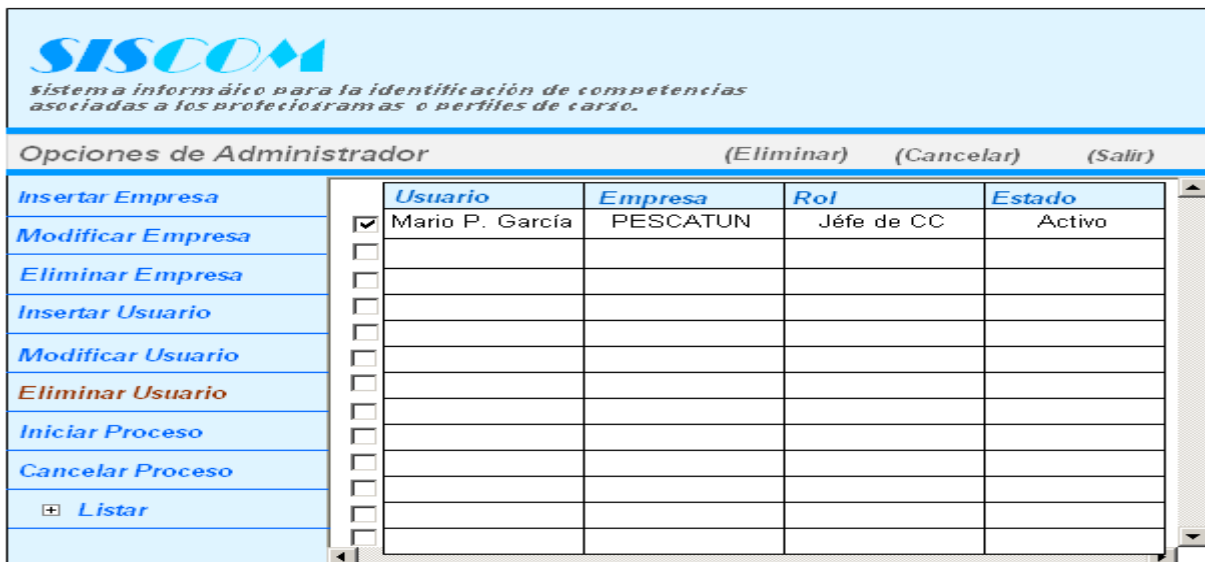 SISCOM
Sistema informáico para la identificación de competencias
asociadas a los profeciogramas o perfiles de cargo.
Opciones de Administrador (Eliminar) (Cancelar) (Salir)
Insertar Empresa
Modificar Empresa
Eliminar Empresa
Insertar Usuario
Modificar Usuario
Eliminar Usuario
Iniciar Proceso
Cancelar Proceso
Listar
Usuario Empresa Rol Estado
Mario P. García PESCATUN Jéfe de CC Activo